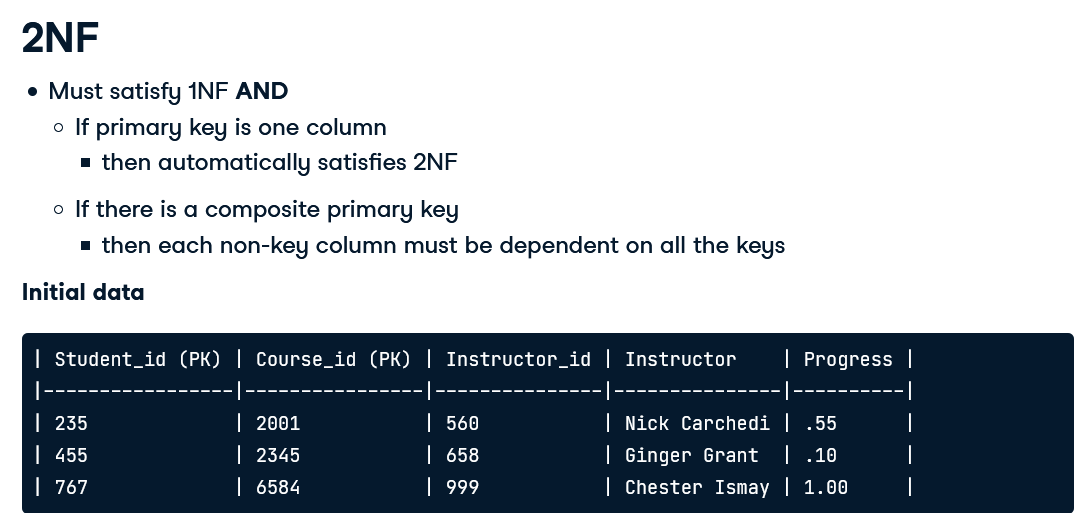 2NF
• Must satisfy 1NF AND
○ If primary key is one column
■ then automatically satisfies 2NF
○ If there is a composite primary key
■ then each non-key column must be dependent on all the keys
Initial data
| Student_id (PK) | Course_id (PK) | Instructor_id | Instructor    | Progress |
|-----------------|----------------|---------------|---------------|----------|
| 235             | 2001           | 560           | Nick Carchedi | .55      |
| 455             | 2345           | 658           | Ginger Grant  | .10      |
| 767             | 6584           | 999           | Chester Ismay | 1.00     |